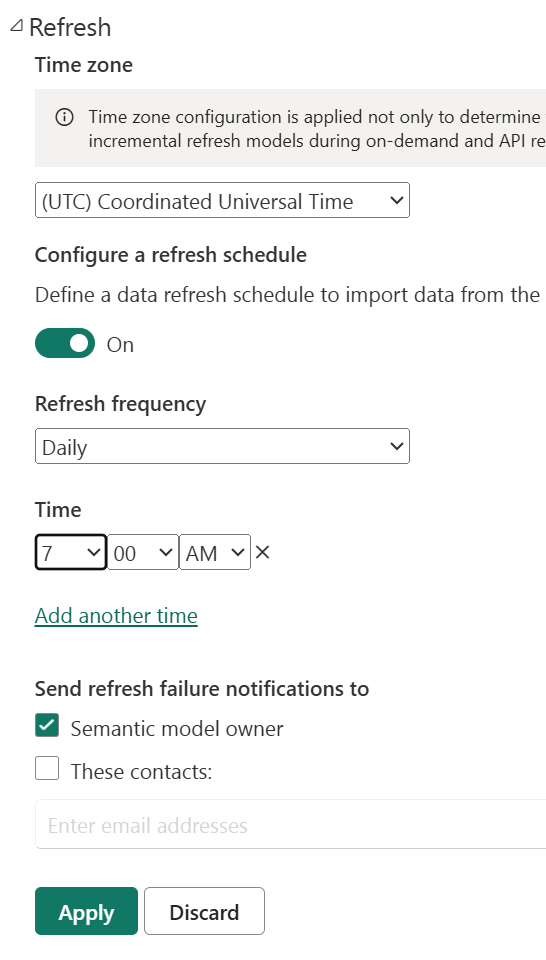 Refresh
Time zone
Time zone configuration is applied not only to determine
incremental refresh models during on-demand and API re
(UTC) Coordinated Universal Time
Configure a refresh schedule
Define a data refresh schedule to import data from the
On
Refresh frequency
Daily
Time
7 00 AM
Add another time
Send refresh failure notifications to
Semantic model owner
These contacts:
Enter email addresses
Apply Discard